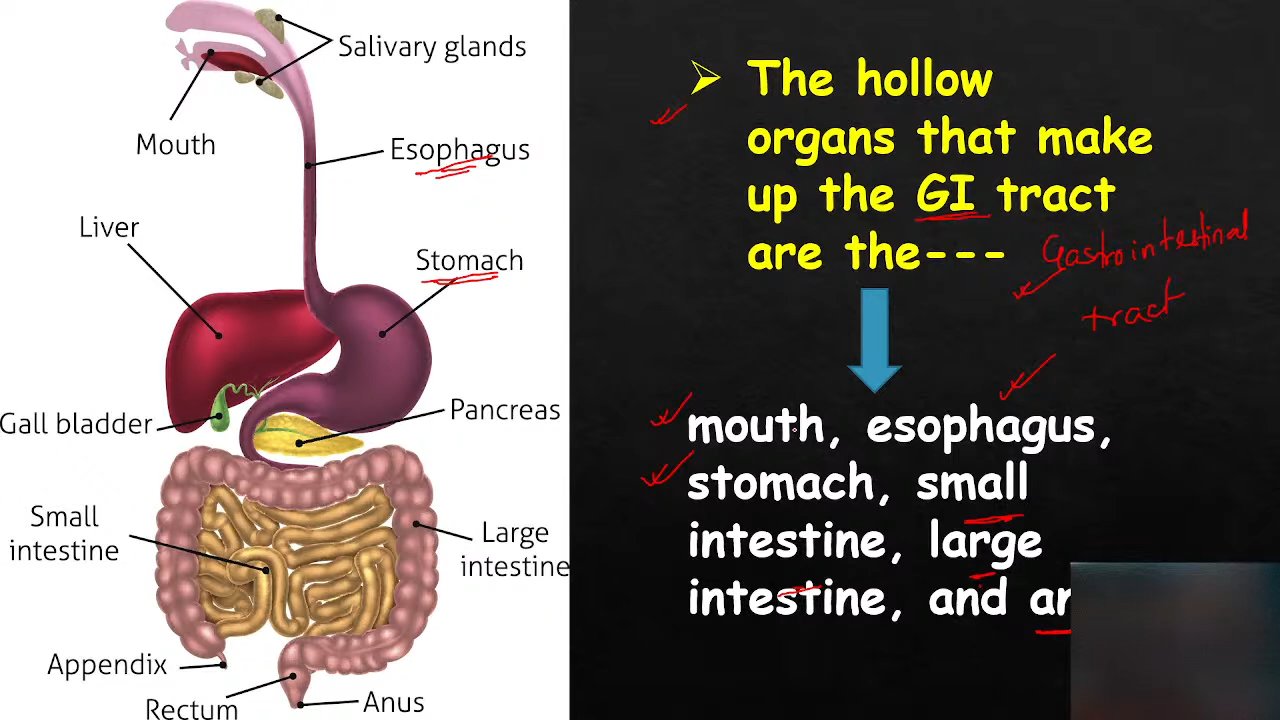 Salivary glands
Mouth
Esophagus
Liver
Stomach
Gall bladder
Pancreas
Small
intestine
Large
intestine
Appendix
Rectum
Anus
The hollow
organs that make
up the GI tract
are the---
Gastrointestinal
tract
mouth, esophagus,
stomach, small
intestine, large
intestine, and